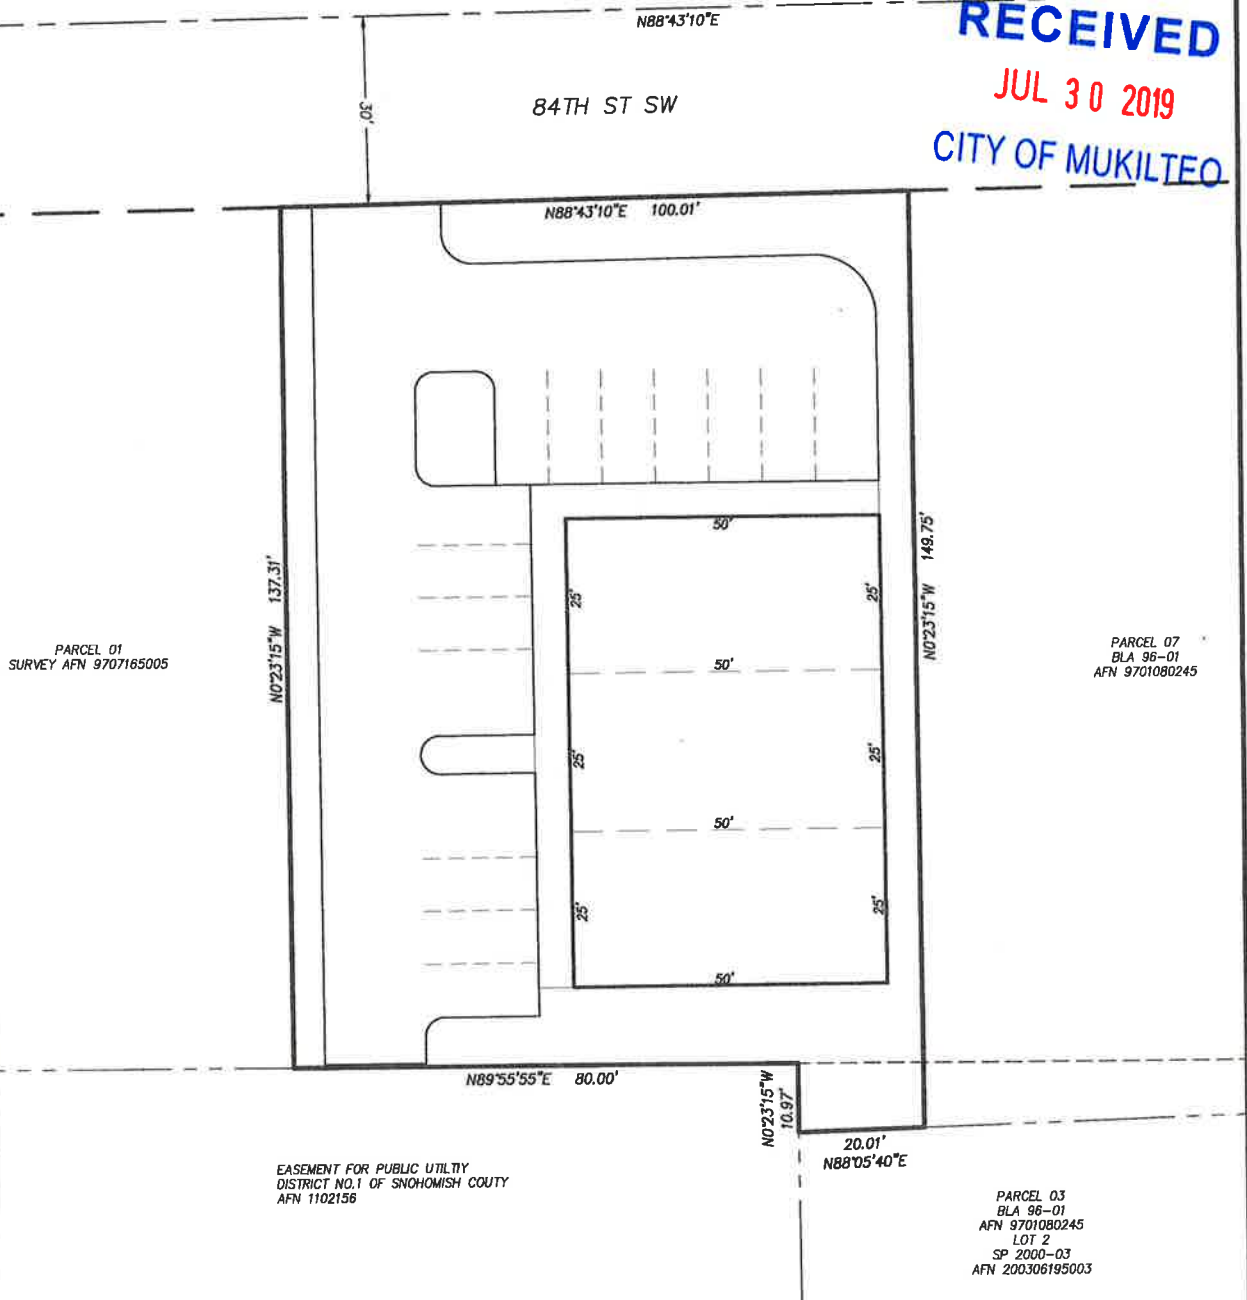 N88°43'10"E
RECEIVED
JUL 30 2019
CITY OF MUKILTEO
30'
84TH ST SW
N88°43'10"E 100.01'
50'
25'
25'
N0°23'15"W 137.31'
N0°23'15"W 149.75'
PARCEL 01
SURVEY AFN 9707165005
PARCEL 07
BLA 96-01
AFN 9701080245
50'
25'
25'
50'
25'
25'
50'
N89°55'55"E 80.00'
N0°23'15"W
10.97'
20.01'
N88°05'40"E
EASEMENT FOR PUBLIC UTILTIY
DISTRICT NO.1 OF SNOHOMISH COUTY
AFN 1102156
PARCEL 03
BLA 96-01
AFN 9701080245
LOT 2
SP 2000-03
AFN 200306195003